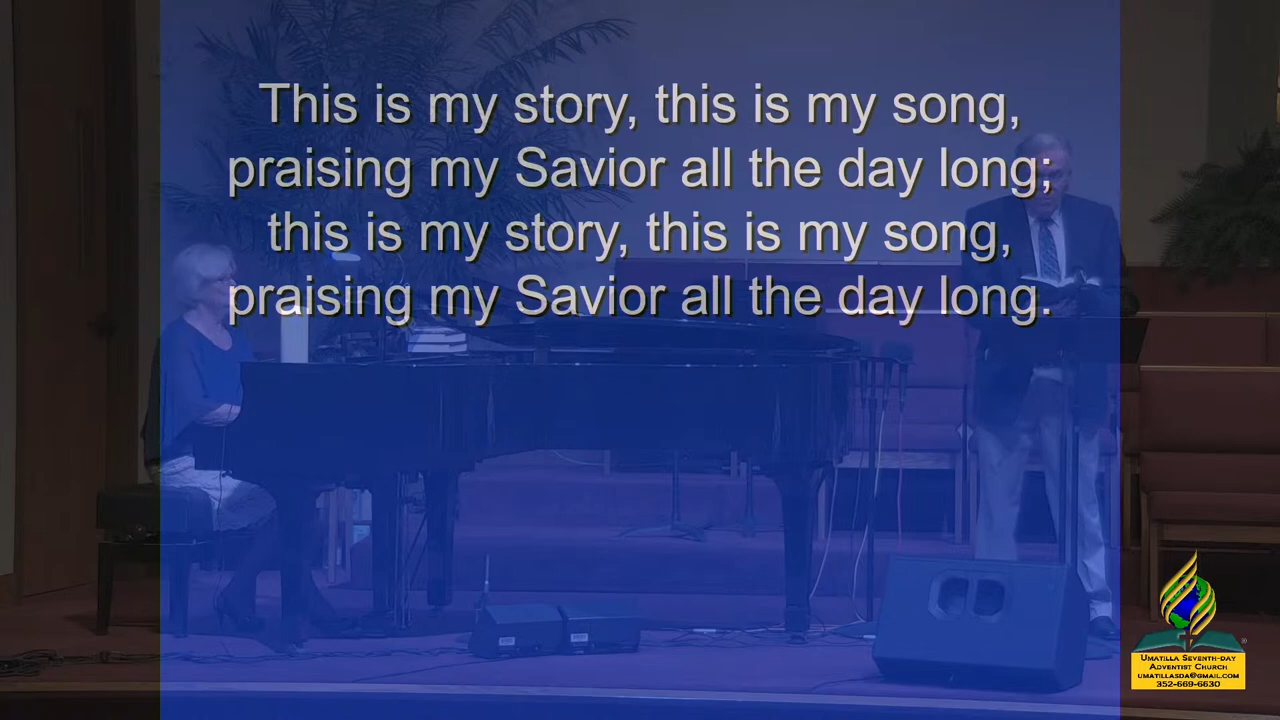 This is my story, this is my song,
praising my Savior all the day long;
this is my story, this is my song,
praising my Savior all the day long.
Umatilla Seventh-day
Adventist Church
umatillasda@gmail.com
352-669-6630